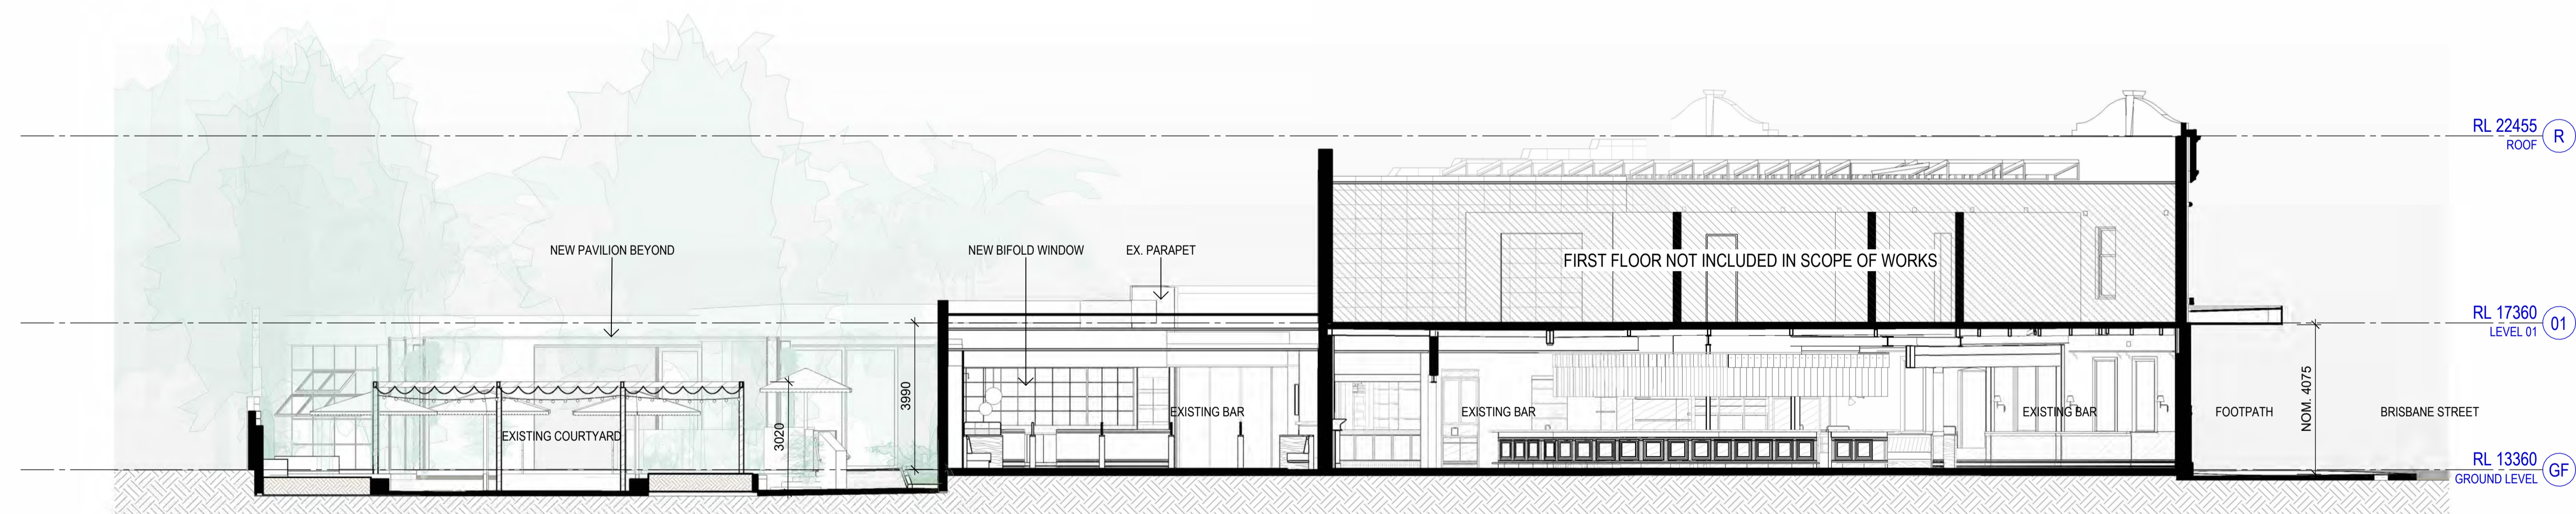 RL 22455
ROOF
R
NEW PAVILION BEYOND
NEW BIFOLD WINDOW
EX. PARAPET
FIRST FLOOR NOT INCLUDED IN SCOPE OF WORKS
RL 17360
LEVEL 01
01
3990
3020
EXISTING COURTYARD
EXISTING BAR
EXISTING BAR
EXISTING BAR
FOOTPATH
NOM. 4075
BRISBANE STREET
RL 13360
GROUND LEVEL
GF